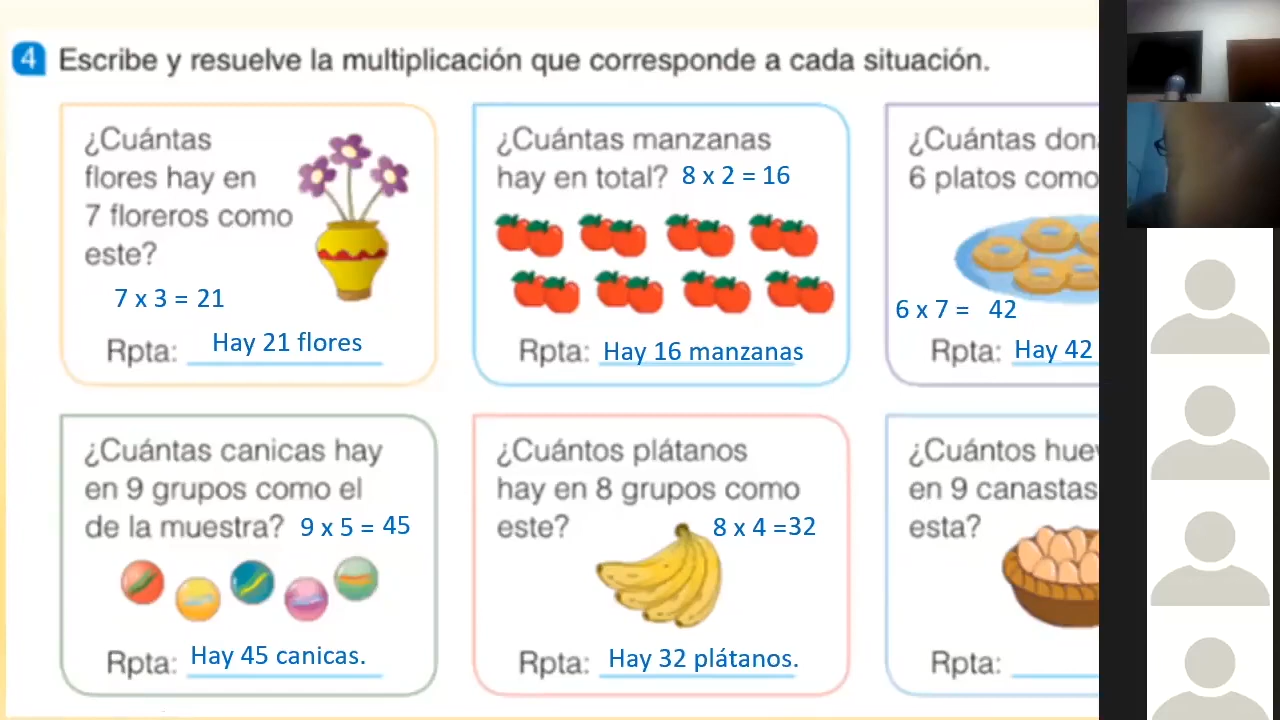 4 Escribe y resuelve la multiplicación que corresponde a cada situación.
¿Cuántas
flores hay en
7 floreros como
este?
7 x 3 = 21
Rpta: Hay 21 flores
¿Cuántas manzanas
hay en total? 8 x 2 = 16
Rpta: Hay 16 manzanas
¿Cuántas
6 platos como
6 x 7 = 42
Rpta: Hay 42
¿Cuántas canicas hay
en 9 grupos como el
de la muestra? 9 x 5 = 45
Rpta: Hay 45 canicas.
¿Cuántos plátanos
hay en 8 grupos como
este? 8 x 4 =32
Rpta: Hay 32 plátanos.
¿Cuántos
en 9 canastas
esta?
Rpta: